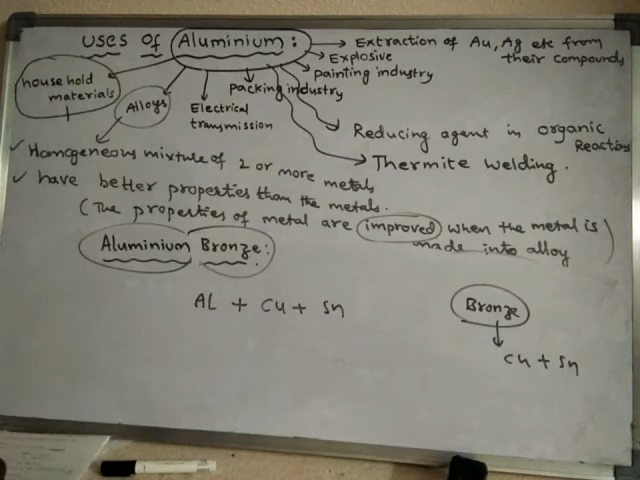 USES OF Aluminium:
Extraction of Au, Ag etc from their compounds
Explosive
painting industry
packing industry
household materials
Alloys
Electrical transmission
Reducing agent in organic Reactions
Thermite welding.
✓ Homogeneous mixture of 2 or more metals
✓ have better properties than the metals.
(The properties of metal are improved when the metal is made into alloy)
Aluminium Bronze:
AL + Cu + Sn
Bronze
Cu + Sn